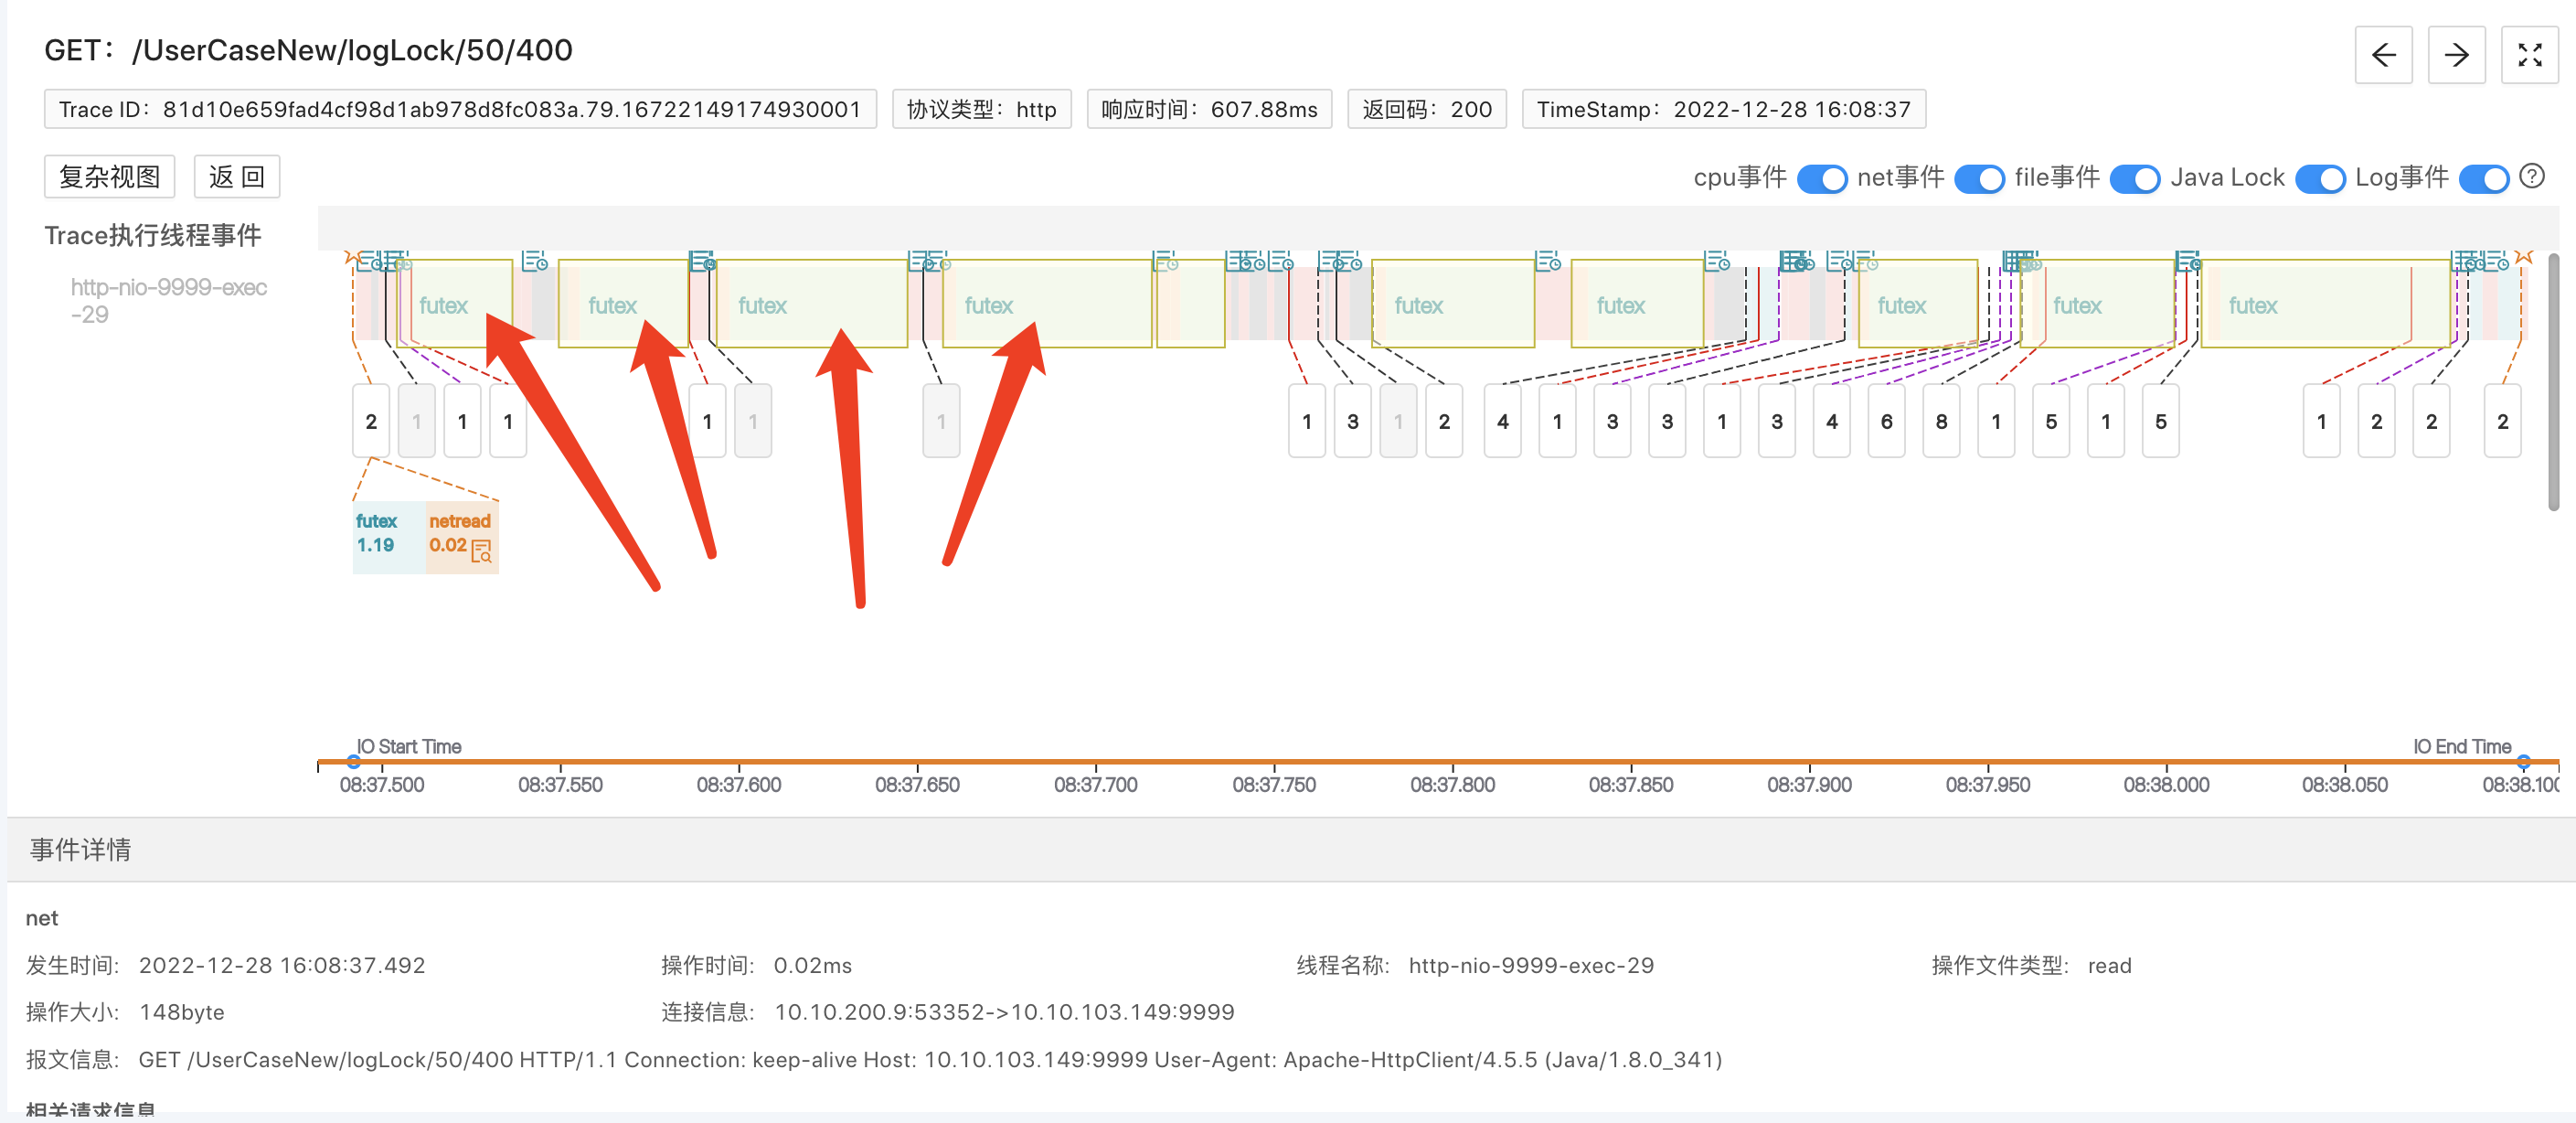 GET：/UserCaseNew/logLock/50/400
Trace ID：81d10e659fad4cf98d1ab978d8fc083a.79.16722149174930001 协议类型：http 响应时间：607.88ms 返回码：200 TimeStamp：2022-12-28 16:08:37
复杂视图 返 回 cpu事件 net事件 file事件 Java Lock Log事件 ?
Trace执行线程事件
http-nio-9999-exec
-29
futex futex futex futex futex futex futex futex futex
2 1 1 1 1 1 1 1 3 1 2 4 1 3 3 1 3 4 6 8 1 5 1 5 1 2 2 2
futex netread
1.19 0.02
IO Start Time IO End Time
08:37.500 08:37.550 08:37.600 08:37.650 08:37.700 08:37.750 08:37.800 08:37.850 08:37.900 08:37.950 08:38.000 08:38.050 08:38.100
事件详情
net
发生时间： 2022-12-28 16:08:37.492 操作时间： 0.02ms 线程名称： http-nio-9999-exec-29 操作文件类型： read
操作大小： 148byte 连接信息： 10.10.200.9:53352->10.10.103.149:9999
报文信息： GET /UserCaseNew/logLock/50/400 HTTP/1.1 Connection: keep-alive Host: 10.10.103.149:9999 User-Agent: Apache-HttpClient/4.5.5 (Java/1.8.0_341)
相关请求信息